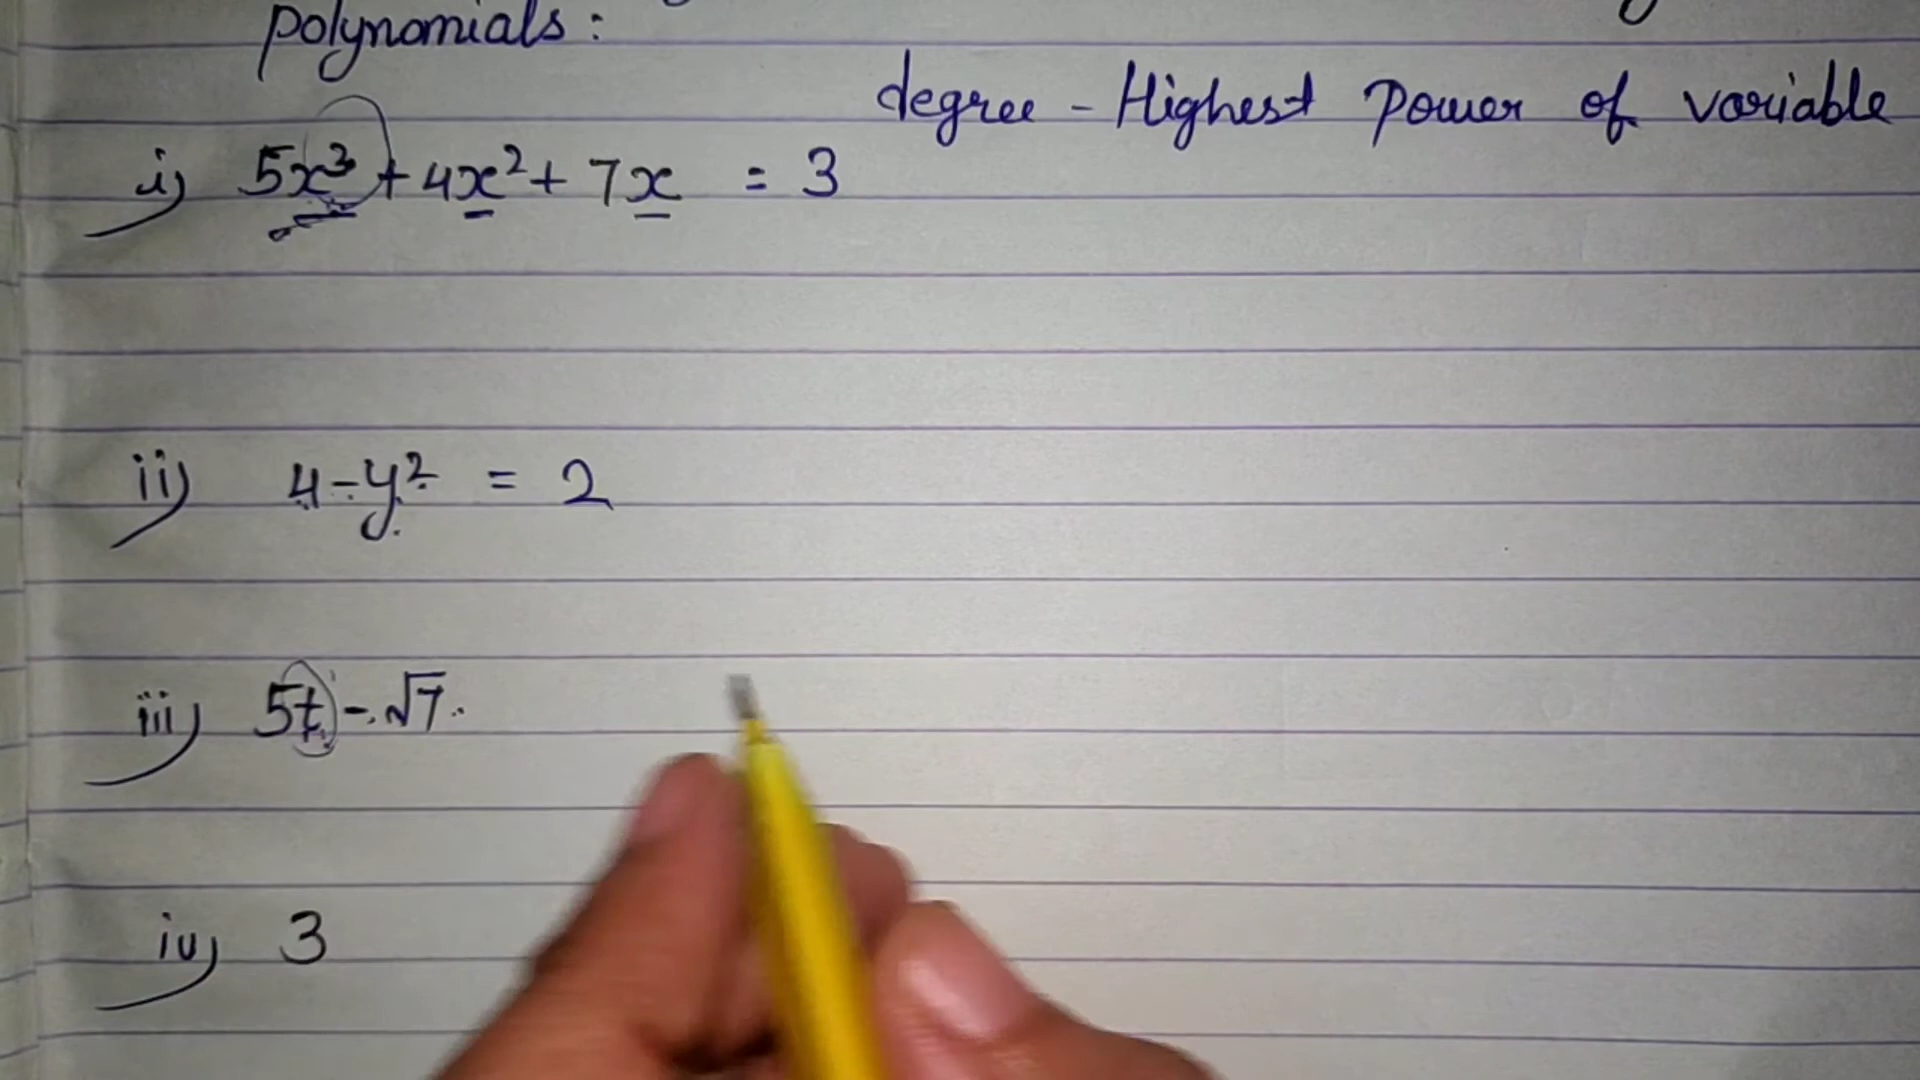 polynomials:
degree - Highest Power of variable
i) 5x³ + 4x² + 7x = 3
ii) 4 - y² = 2
iii) 5t - √7
iv) 3